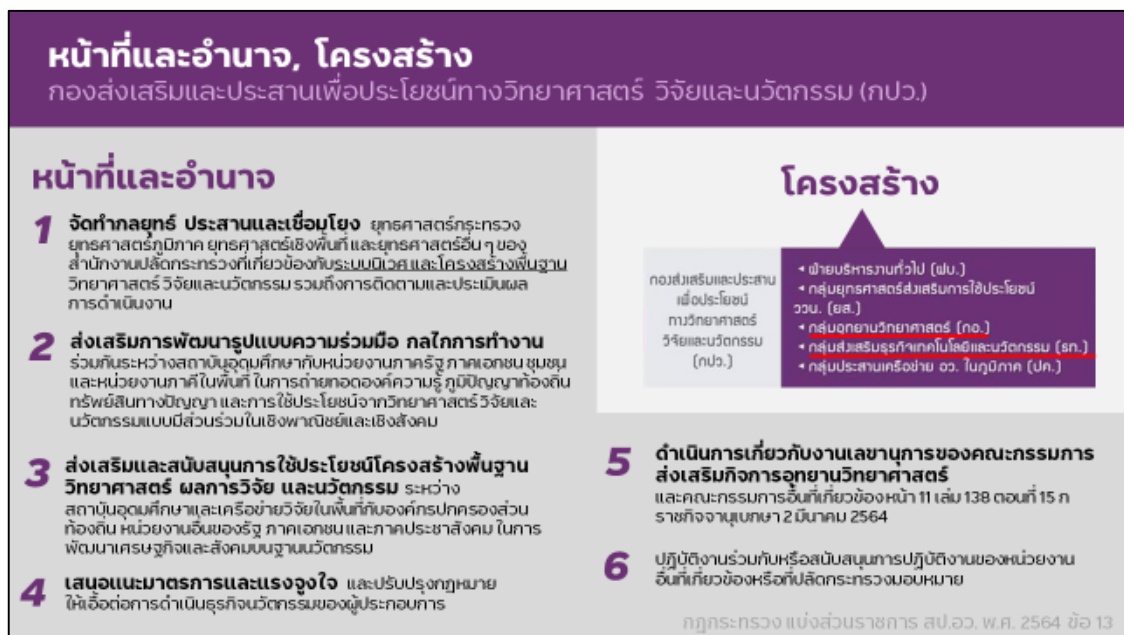 หน้าที่และอำนาจ, โครงสร้าง
กองส่งเสริมและประสานเพื่อประโยชน์ทางวิทยาศาสตร์ วิจัยและนวัตกรรม (กปว.)
หน้าที่และอำนาจ
1 จัดทำกลยุทธ์ ประสานและเชื่อมโยง ยุทธศาสตร์กระทรวง
ยุทธศาสตร์ภูมิภาค ยุทธศาสตร์เชิงพื้นที่ และยุทธศาสตร์อื่น ๆ ของ
สำนักงานปลัดกระทรวงที่เกี่ยวข้องกับระบบนิเวศ และโครงสร้างพื้นฐาน
วิทยาศาสตร์ วิจัยและนวัตกรรม รวมถึงการติดตามและประเมินผล
การดำเนินงาน
2 ส่งเสริมการพัฒนารูปแบบความร่วมมือ กลไกการทำงาน
ร่วมกันระหว่างสถาบันอุดมศึกษากับหน่วยงานภาครัฐ ภาคเอกชน ชุมชน
และหน่วยงานภาคีในพื้นที่ ในการถ่ายทอดองค์ความรู้ ภูมิปัญญาท้องถิ่น
ทรัพย์สินทางปัญญา และการใช้ประโยชน์จากวิทยาศาสตร์ วิจัยและ
นวัตกรรมแบบมีส่วนร่วมในเชิงพาณิชย์และเชิงสังคม
3 ส่งเสริมและสนับสนุนการใช้ประโยชน์โครงสร้างพื้นฐาน
วิทยาศาสตร์ ผลการวิจัย และนวัตกรรม ระหว่าง
สถาบันอุดมศึกษาและเครือข่ายวิจัยในพื้นที่กับองค์กรปกครองส่วน
ท้องถิ่น หน่วยงานอื่นของรัฐ ภาคเอกชน และภาคประชาสังคม ในการ
พัฒนาเศรษฐกิจและสังคมบนฐานนวัตกรรม
4 เสนอแนะมาตรการและแรงจูงใจ และปรับปรุงกฎหมาย
ให้เอื้อต่อการดำเนินธุรกิจนวัตกรรมของผู้ประกอบการ
โครงสร้าง
กองส่งเสริมและประสาน
เพื่อประโยชน์
ทางวิทยาศาสตร์
วิจัยและนวัตกรรม
(กปว.)
• ฝ่ายบริหารงานทั่วไป (ฝบ.)
• กลุ่มยุทธศาสตร์ส่งเสริมการใช้ประโยชน์
ววน. (ยส.)
• กลุ่มอุทยานวิทยาศาสตร์ (กอ.)
• กลุ่มส่งเสริมธุรกิจเทคโนโลยีและนวัตกรรม (ธท.)
• กลุ่มประสานเครือข่าย อว. ในภูมิภาค (ปค.)
5 ดำเนินการเกี่ยวกับงานเลขานุการของคณะกรรมการ
ส่งเสริมกิจการอุทยานวิทยาศาสตร์
และคณะกรรมการอื่นที่เกี่ยวข้อง หน้า 11 เล่ม 138 ตอนที่ 15 ก
ราชกิจจานุเบกษา 2 มีนาคม 2564
6 ปฏิบัติงานร่วมกับหรือสนับสนุนการปฏิบัติงานของหน่วยงาน
อื่นที่เกี่ยวข้องหรือที่ปลัดกระทรวงมอบหมาย
กฎกระทรวง แบ่งส่วนราชการ สป.อว. พ.ศ. 2564 ข้อ 13